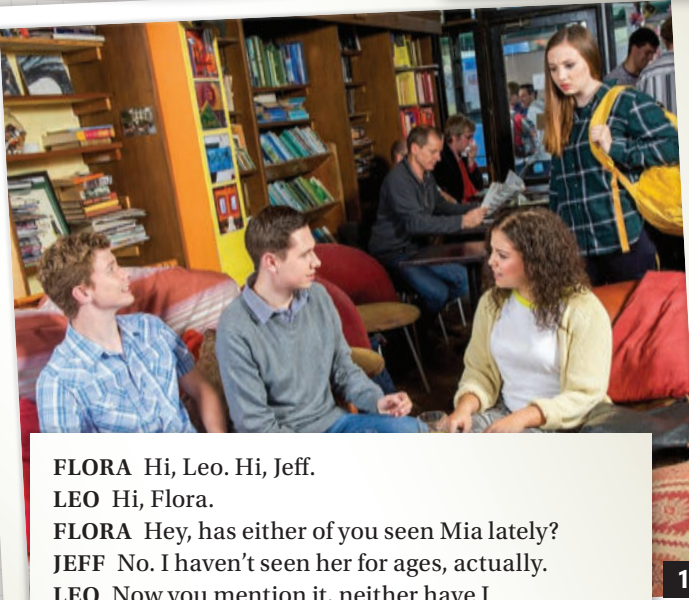 FLORA Hi, Leo. Hi, Jeff.
LEO Hi, Flora.
FLORA Hey, has either of you seen Mia lately?
JEFF No. I haven't seen her for ages, actually.
LEO Now you mention it, neither have I
1